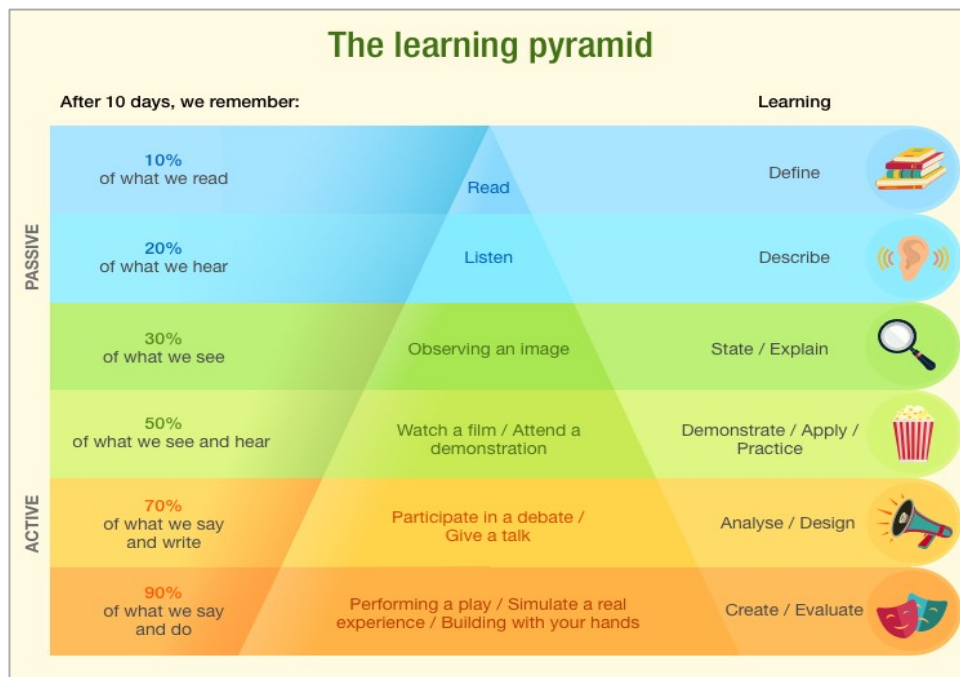 The learning pyramid
After 10 days, we remember:
Learning
PASSIVE
10%
of what we read
Read
Define
20%
of what we hear
Listen
Describe
30%
of what we see
Observing an image
State / Explain
50%
of what we see and hear
Watch a film / Attend a
demonstration
Demonstrate / Apply /
Practice
ACTIVE
70%
of what we say
and write
Participate in a debate /
Give a talk
Analyse / Design
90%
of what we say
and do
Performing a play / Simulate a real
experience / Building with your hands
Create / Evaluate